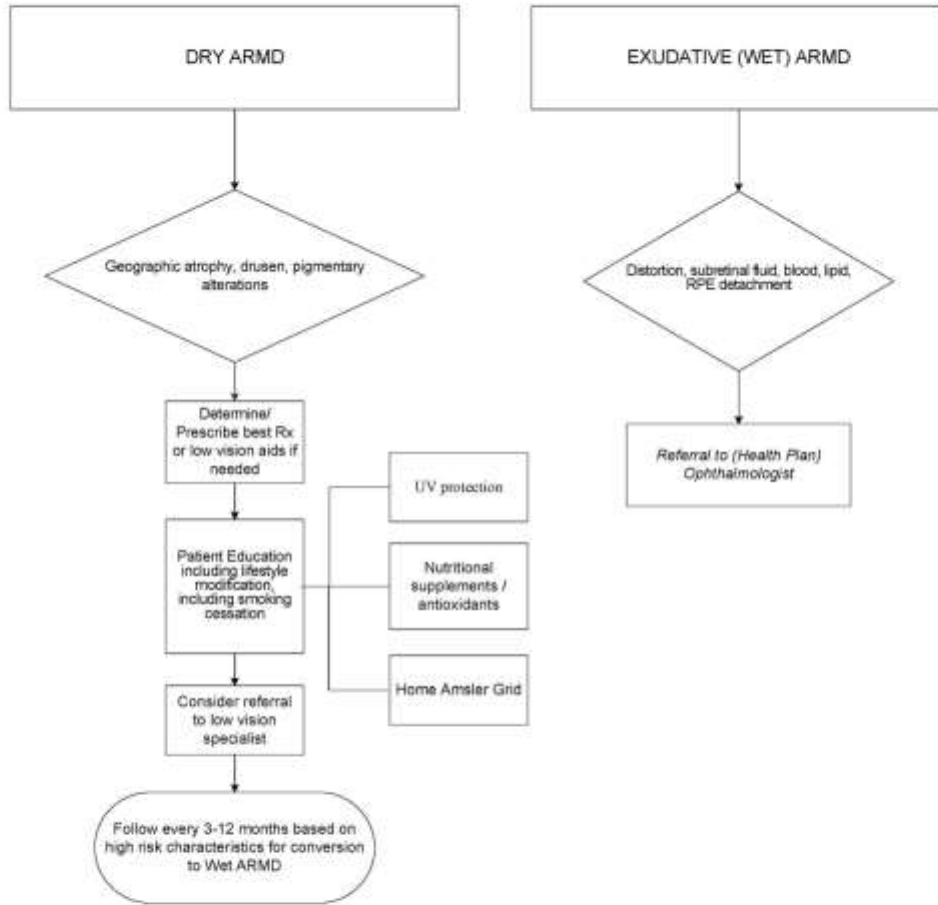 DRY ARMD
EXUDATIVE (WET) ARMD
Geographic atrophy, drusen, pigmentary
alterations
Distortion, subretinal fluid, blood, lipid,
RPE detachment
Determine/
Prescribe best Rx
or low vision aids if
needed
Referral to (Health Plan)
Ophthalmologist
UV protection
Patient Education
including lifestyle
modification,
including smoking
cessation
Nutritional
supplements /
antioxidants
Home Amsler Grid
Consider referral
to low vision
specialist
Follow every 3-12 months based on
high risk characteristics for conversion
to Wet ARMD